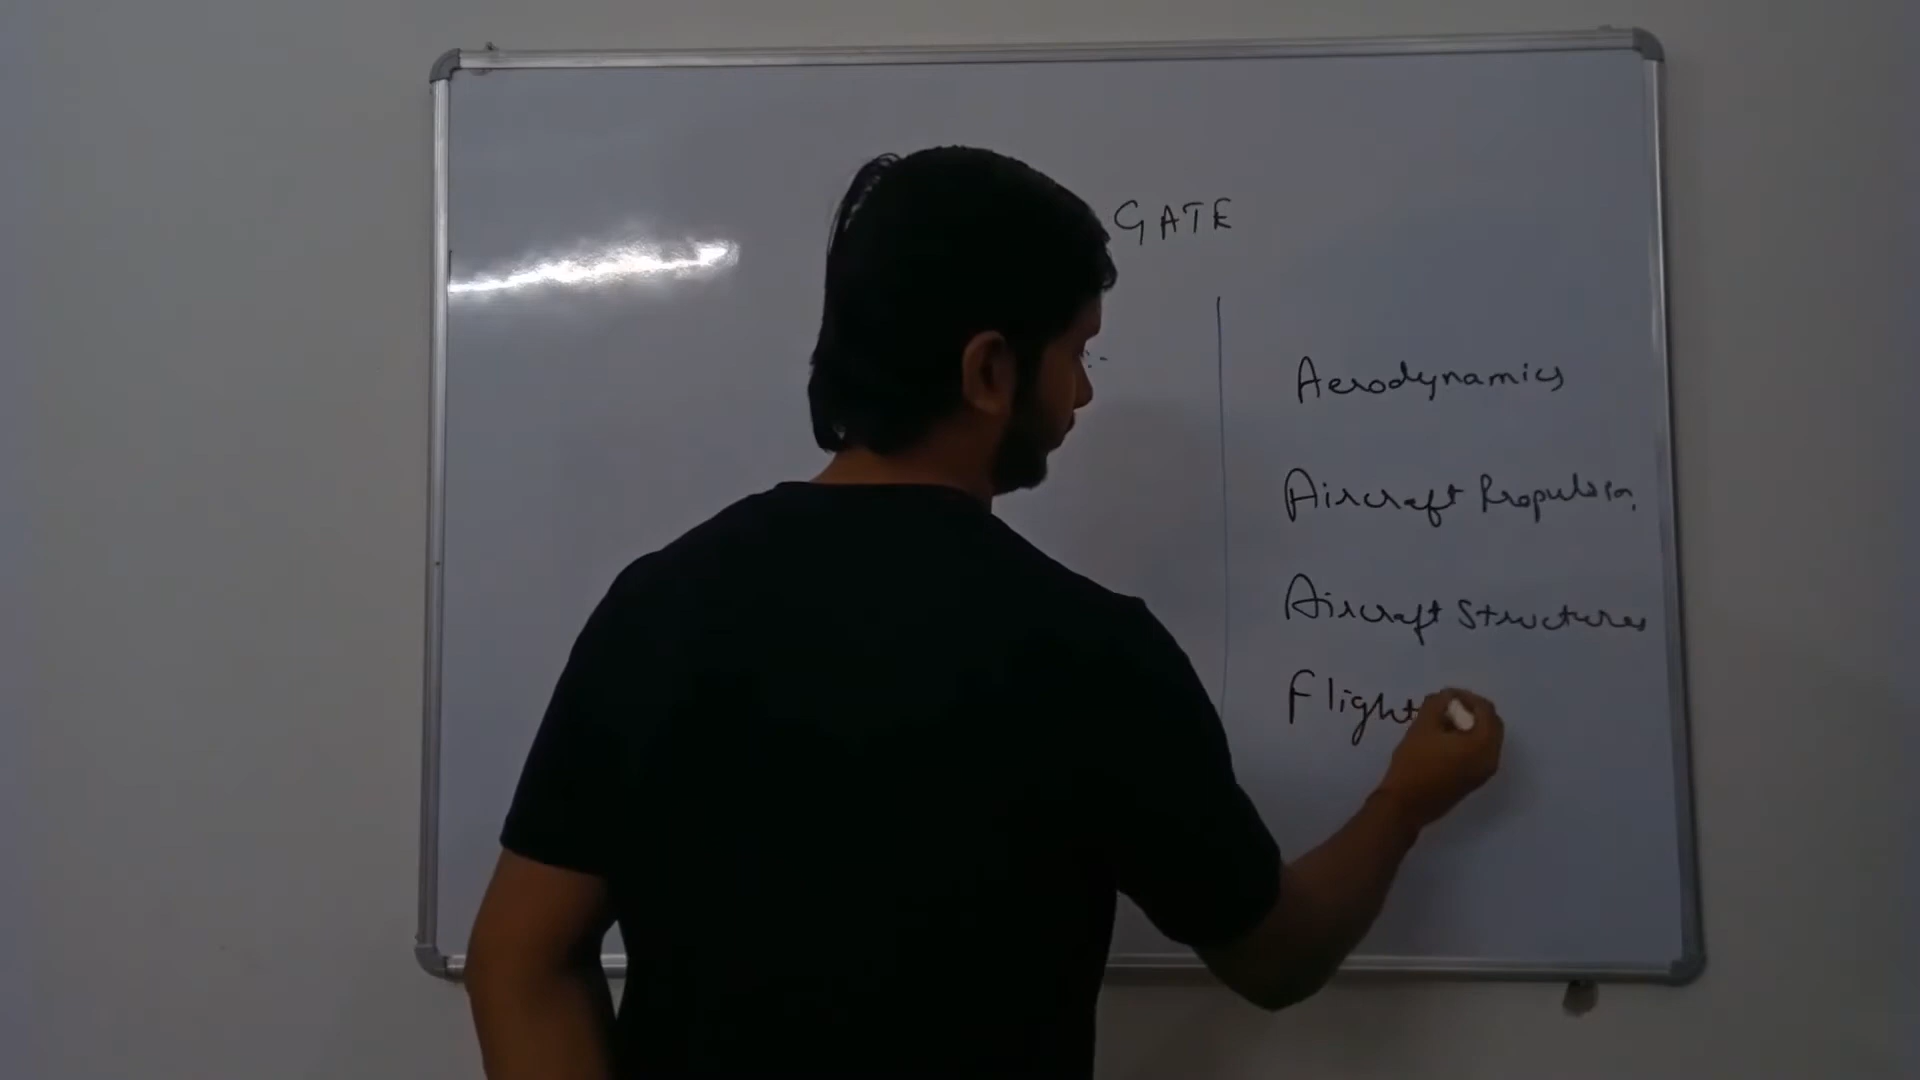 GATE
Aerodynamics
Aircraft Propulsion
Aircraft Structures
Flight